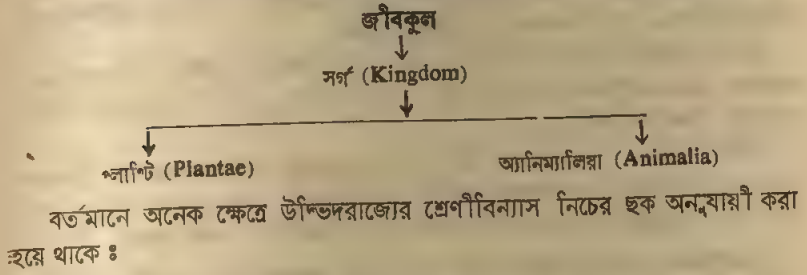 জীবকুল
সর্গ (Kingdom)
প্লান্টি (Plantae)
অ্যানিম্যালিয়া (Animalia)
বর্তমানে অনেক ক্ষেত্রে উদ্ভিদরাজ্যের শ্রেণীবিন্যাস নিচের ছক অনুযায়ী করা
হয়ে থাকে ঃ